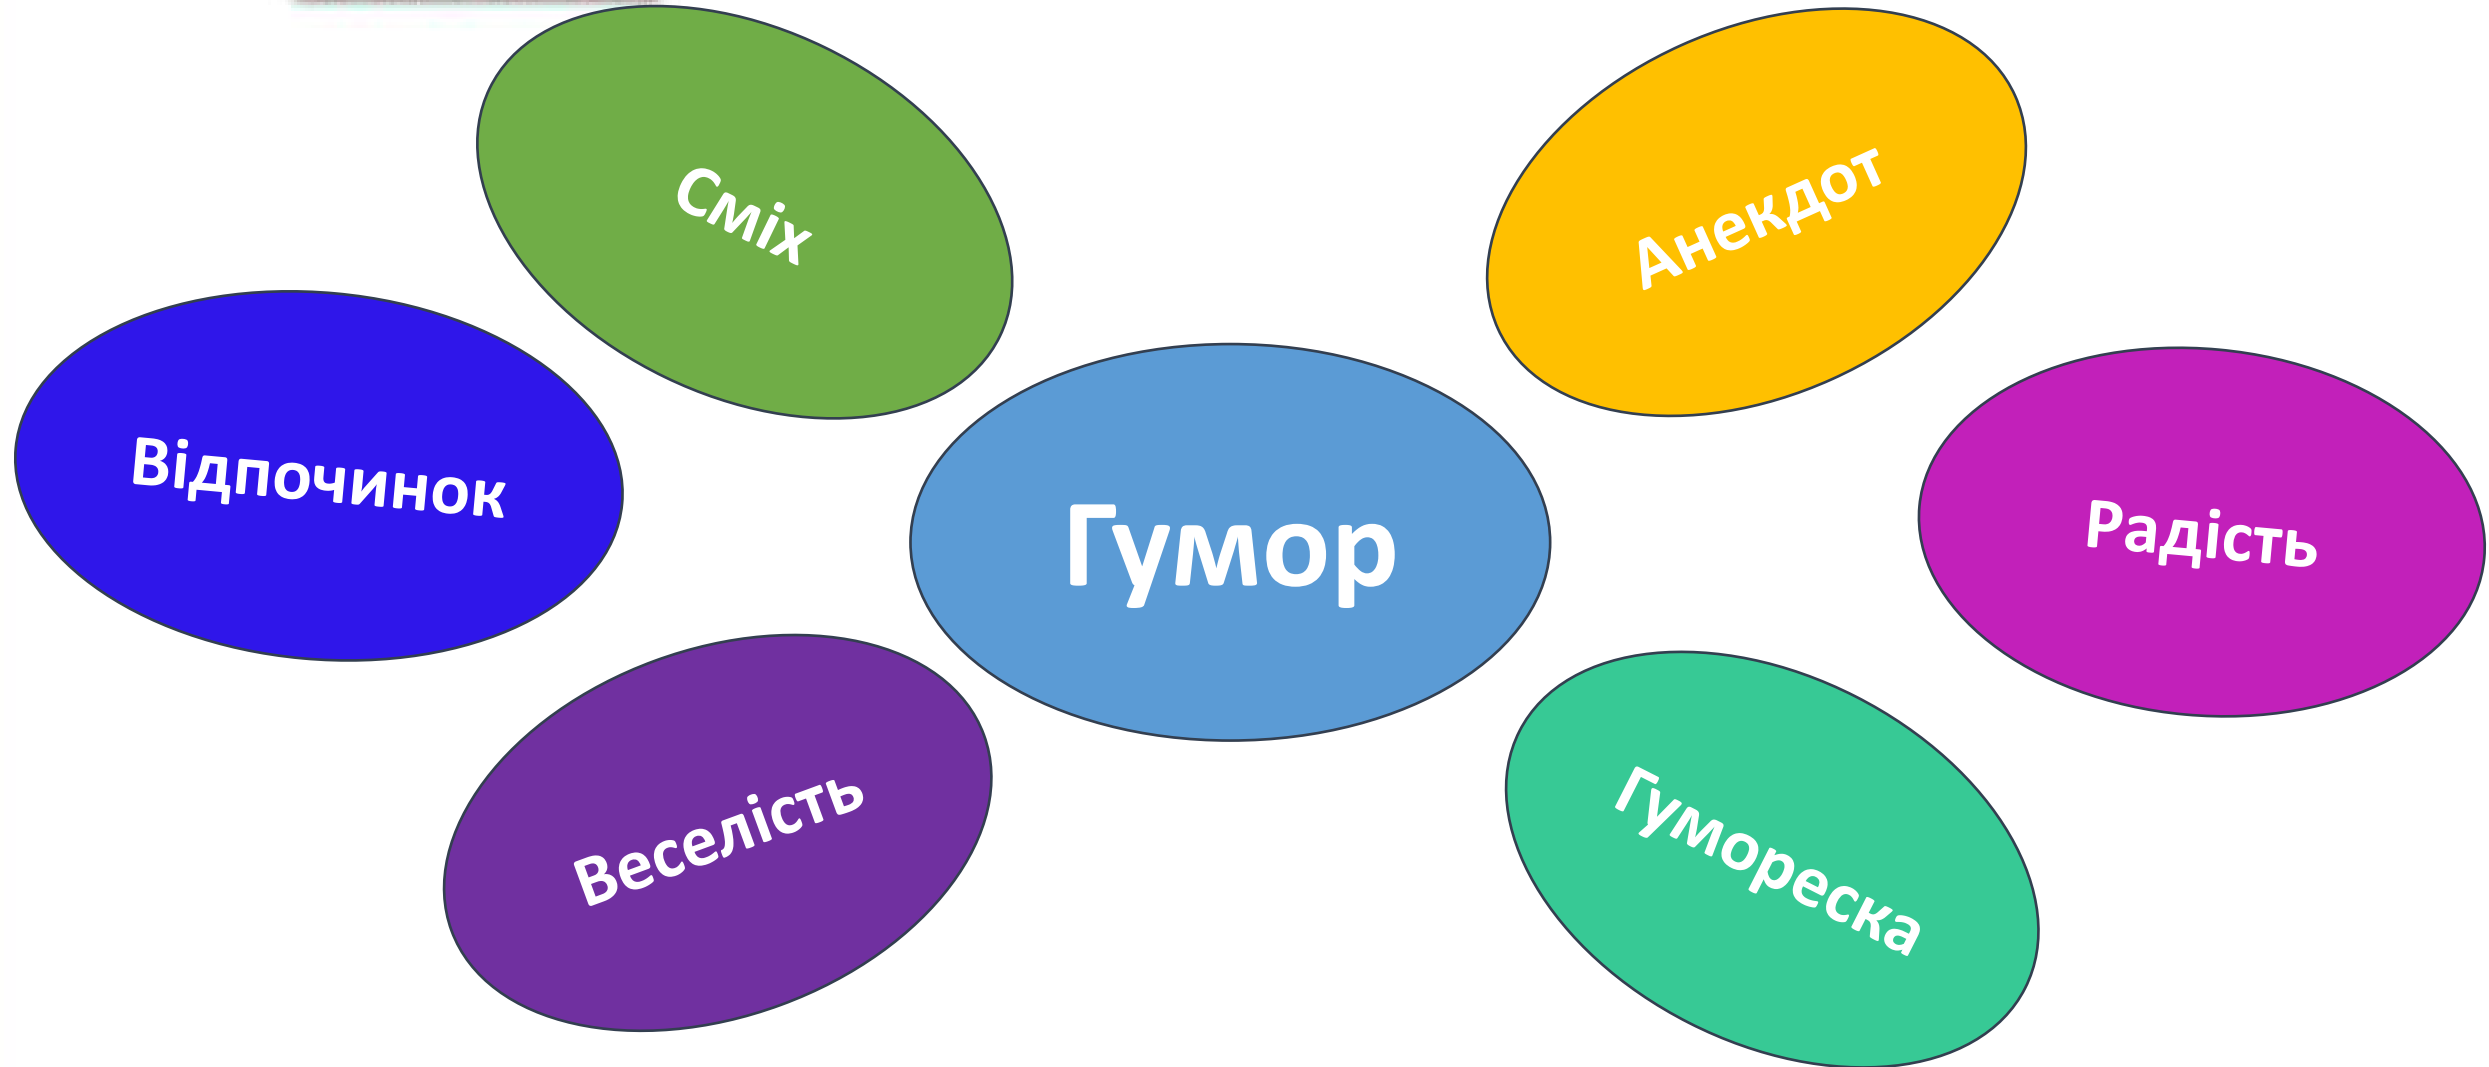 Сміх
Анекдот
Відпочинок
Гумор
Радість
Веселість
Гумореска